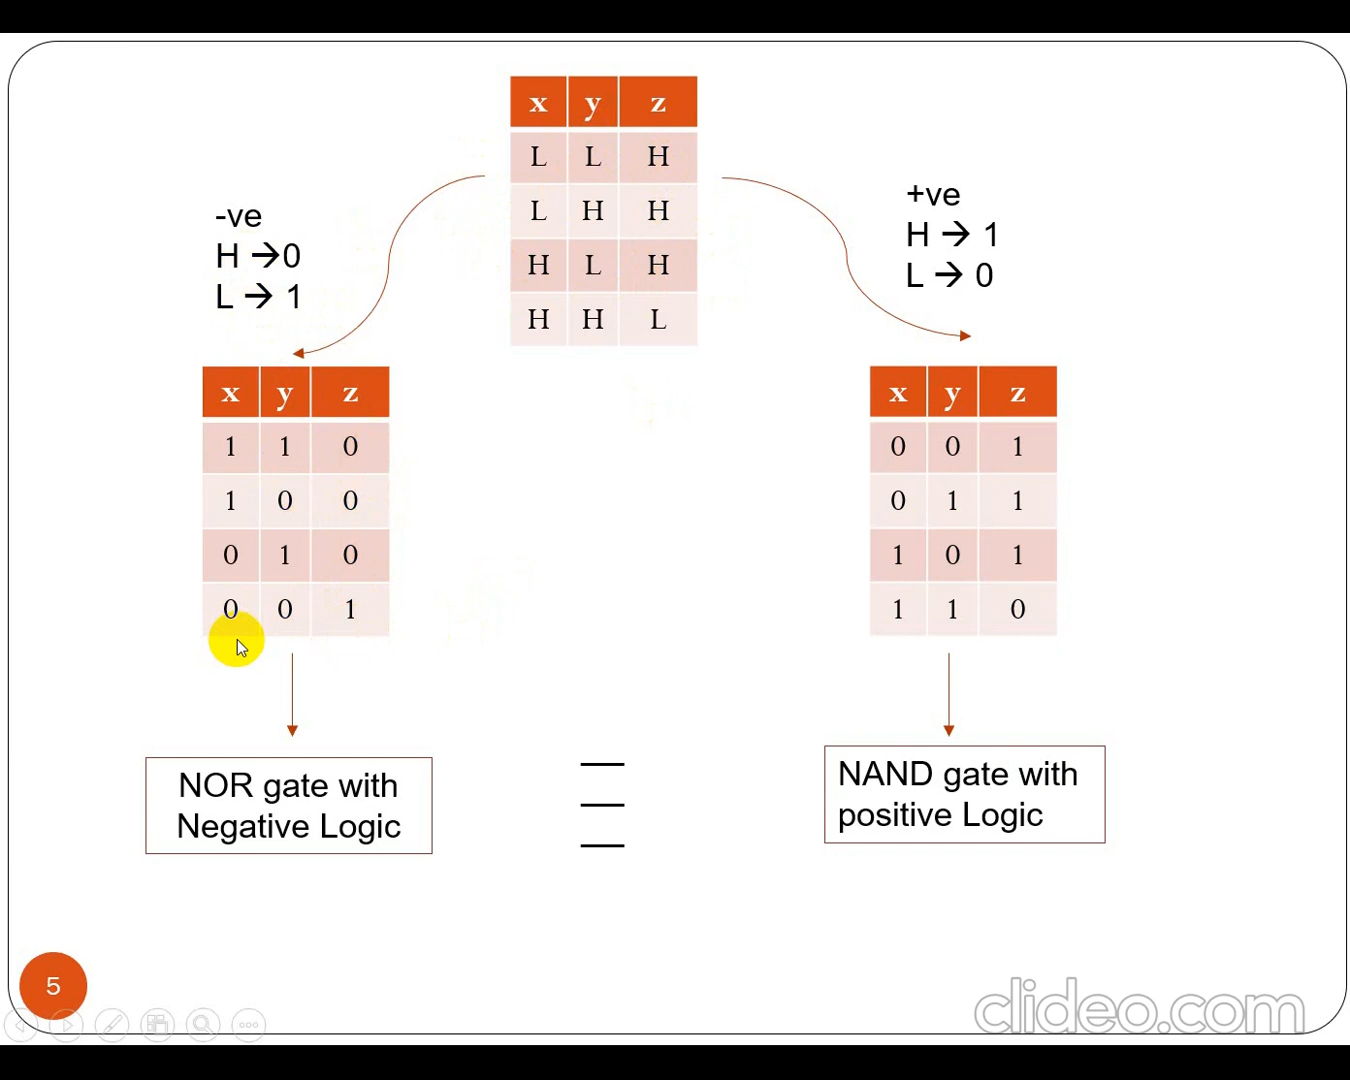 x y z
L L H
L H H
H L H
H H L
-ve
H →0
L → 1
+ve
H → 1
L → 0
x y z
1 1 0
1 0 0
0 1 0
0 0 1
x y z
0 0 1
0 1 1
1 0 1
1 1 0
NOR gate with
Negative Logic
NAND gate with
positive Logic
5
clideo.com